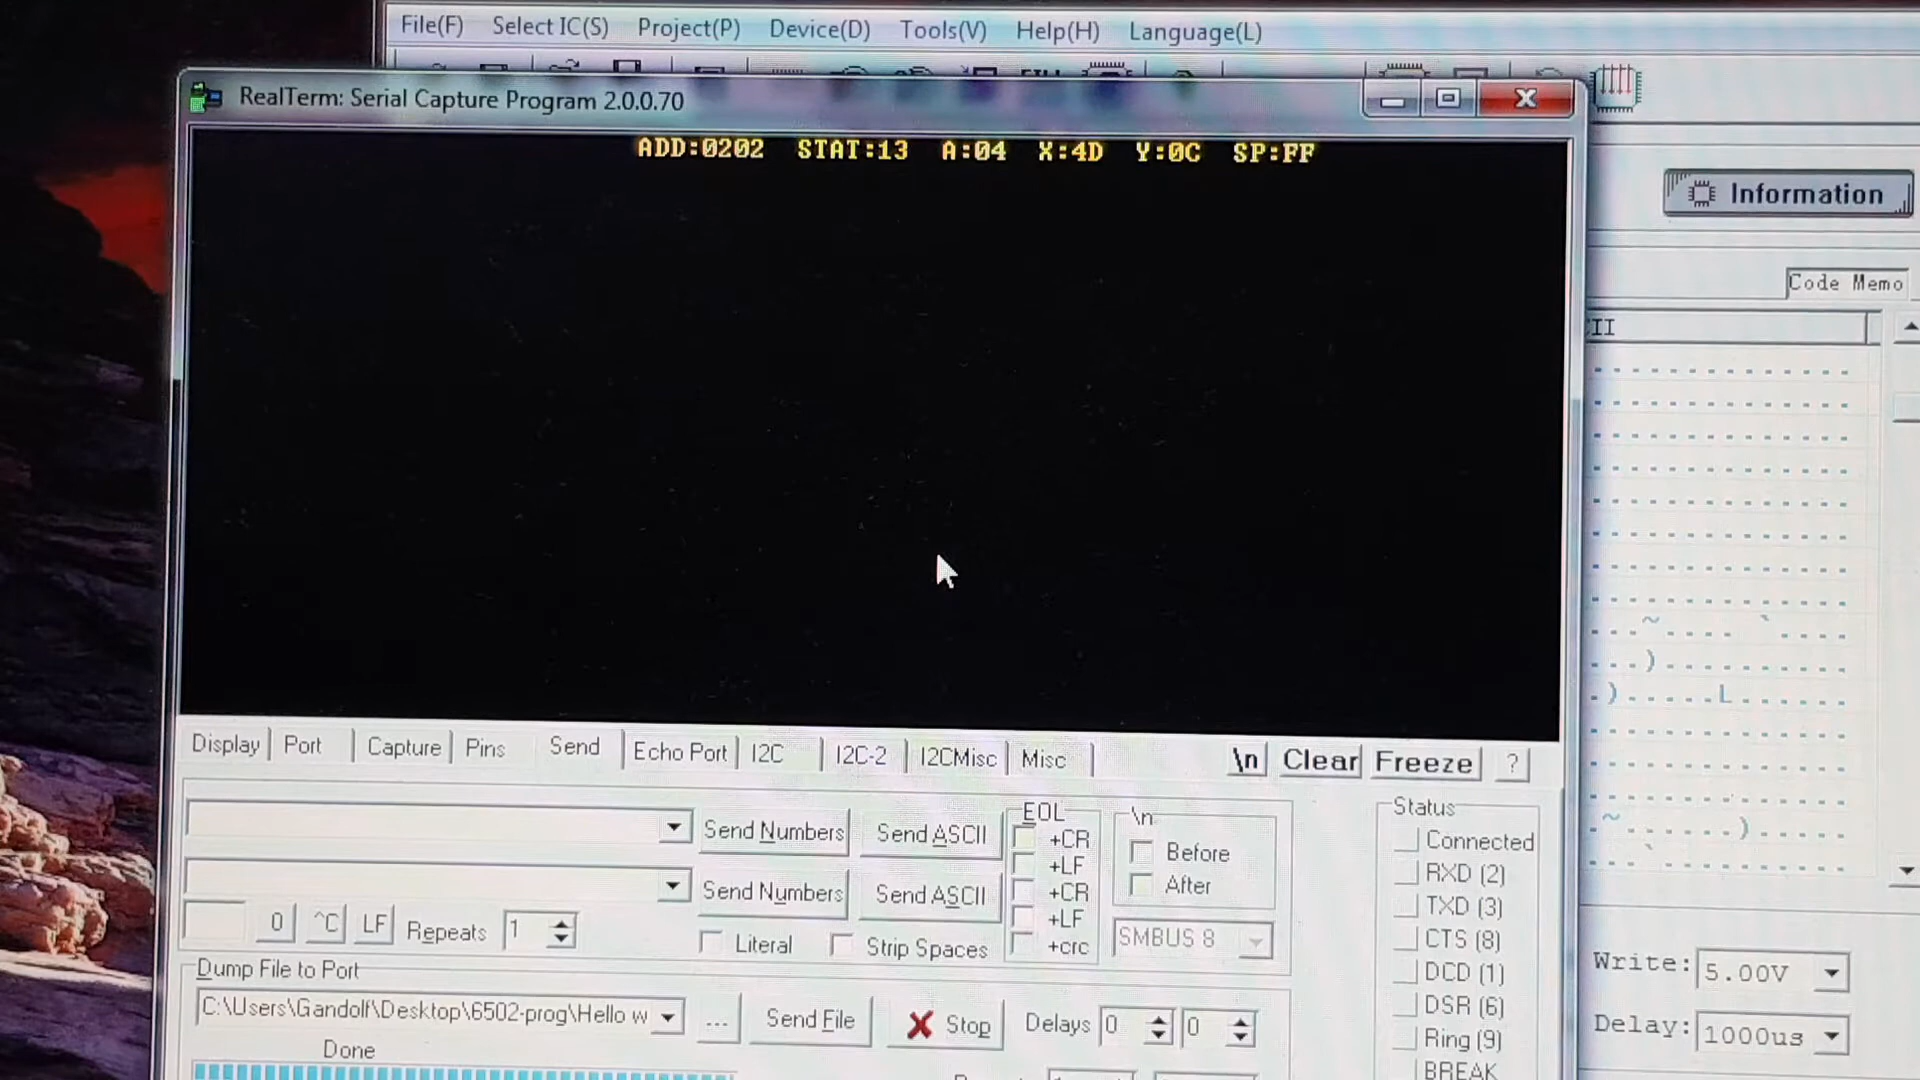 File(F) Select IC(S) Project(P) Device(D) Tools(V) Help(H) Language(L)
RealTerm: Serial Capture Program 2.0.0.70
ADD:0202 STAT:13 A:04 X:4D Y:0C SP:FF
Information
Code Memo
II
Display Port Capture Pins Send Echo Port I2C I2C-2 I2CMisc Misc \n Clear Freeze ?
EOL
\n
Status
Send Numbers Send ASCII +CR
Before
Connected
+LF
RXD (2)
Send Numbers Send ASCII +CR
After
TXD (3)
+LF
0 ^C LF Repeats 1
Literal Strip Spaces +crc
SMBUS 8
CTS (8)
Dump File to Port
DCD (1)
C:\Users\Gandolf\Desktop\6502-prog\Hello w ... Send File Stop Delays 0 0
DSR (6)
Done
Ring (9)
BREAK
Write: 5.00V
Delay: 1000us